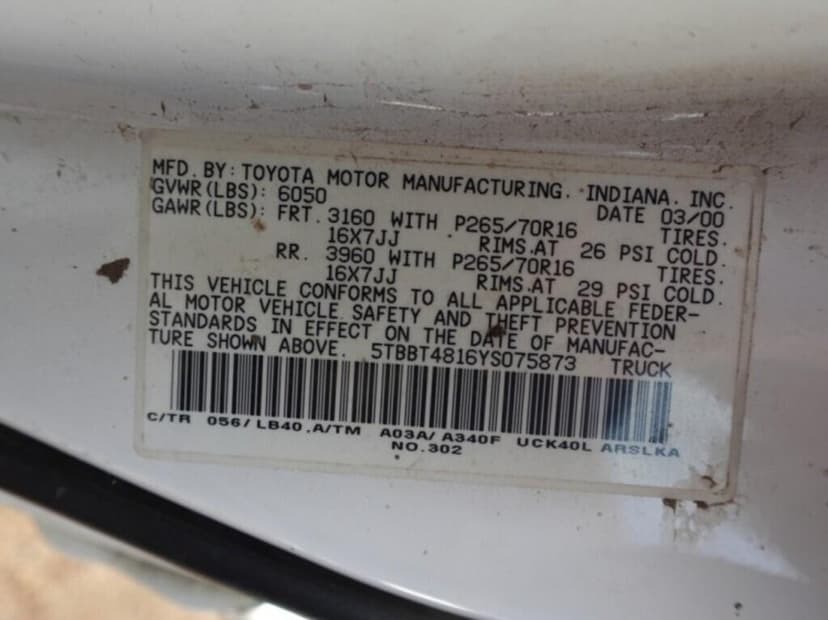 MFD. BY: TOYOTA MOTOR MANUFACTURING. INDIANA. INC.
GVWR(LBS): 6050 DATE 03/00
GAWR(LBS): FRT. 3160 WITH P265/70R16 TIRES.
16X7JJ RIMS.AT 26 PSI COLD.
RR. 3960 WITH P265/70R16 TIRES.
16X7JJ RIMS.AT 29 PSI COLD.
THIS VEHICLE CONFORMS TO ALL APPLICABLE FEDER-
AL MOTOR VEHICLE SAFETY AND THEFT PREVENTION
STANDARDS IN EFFECT ON THE DATE OF MANUFAC-
TURE SHOWN ABOVE. 5TBBT4816YS075873 TRUCK
C/TR 056/LB40.A/TM A03A/A340F UCK40L ARSLKA
NO.302